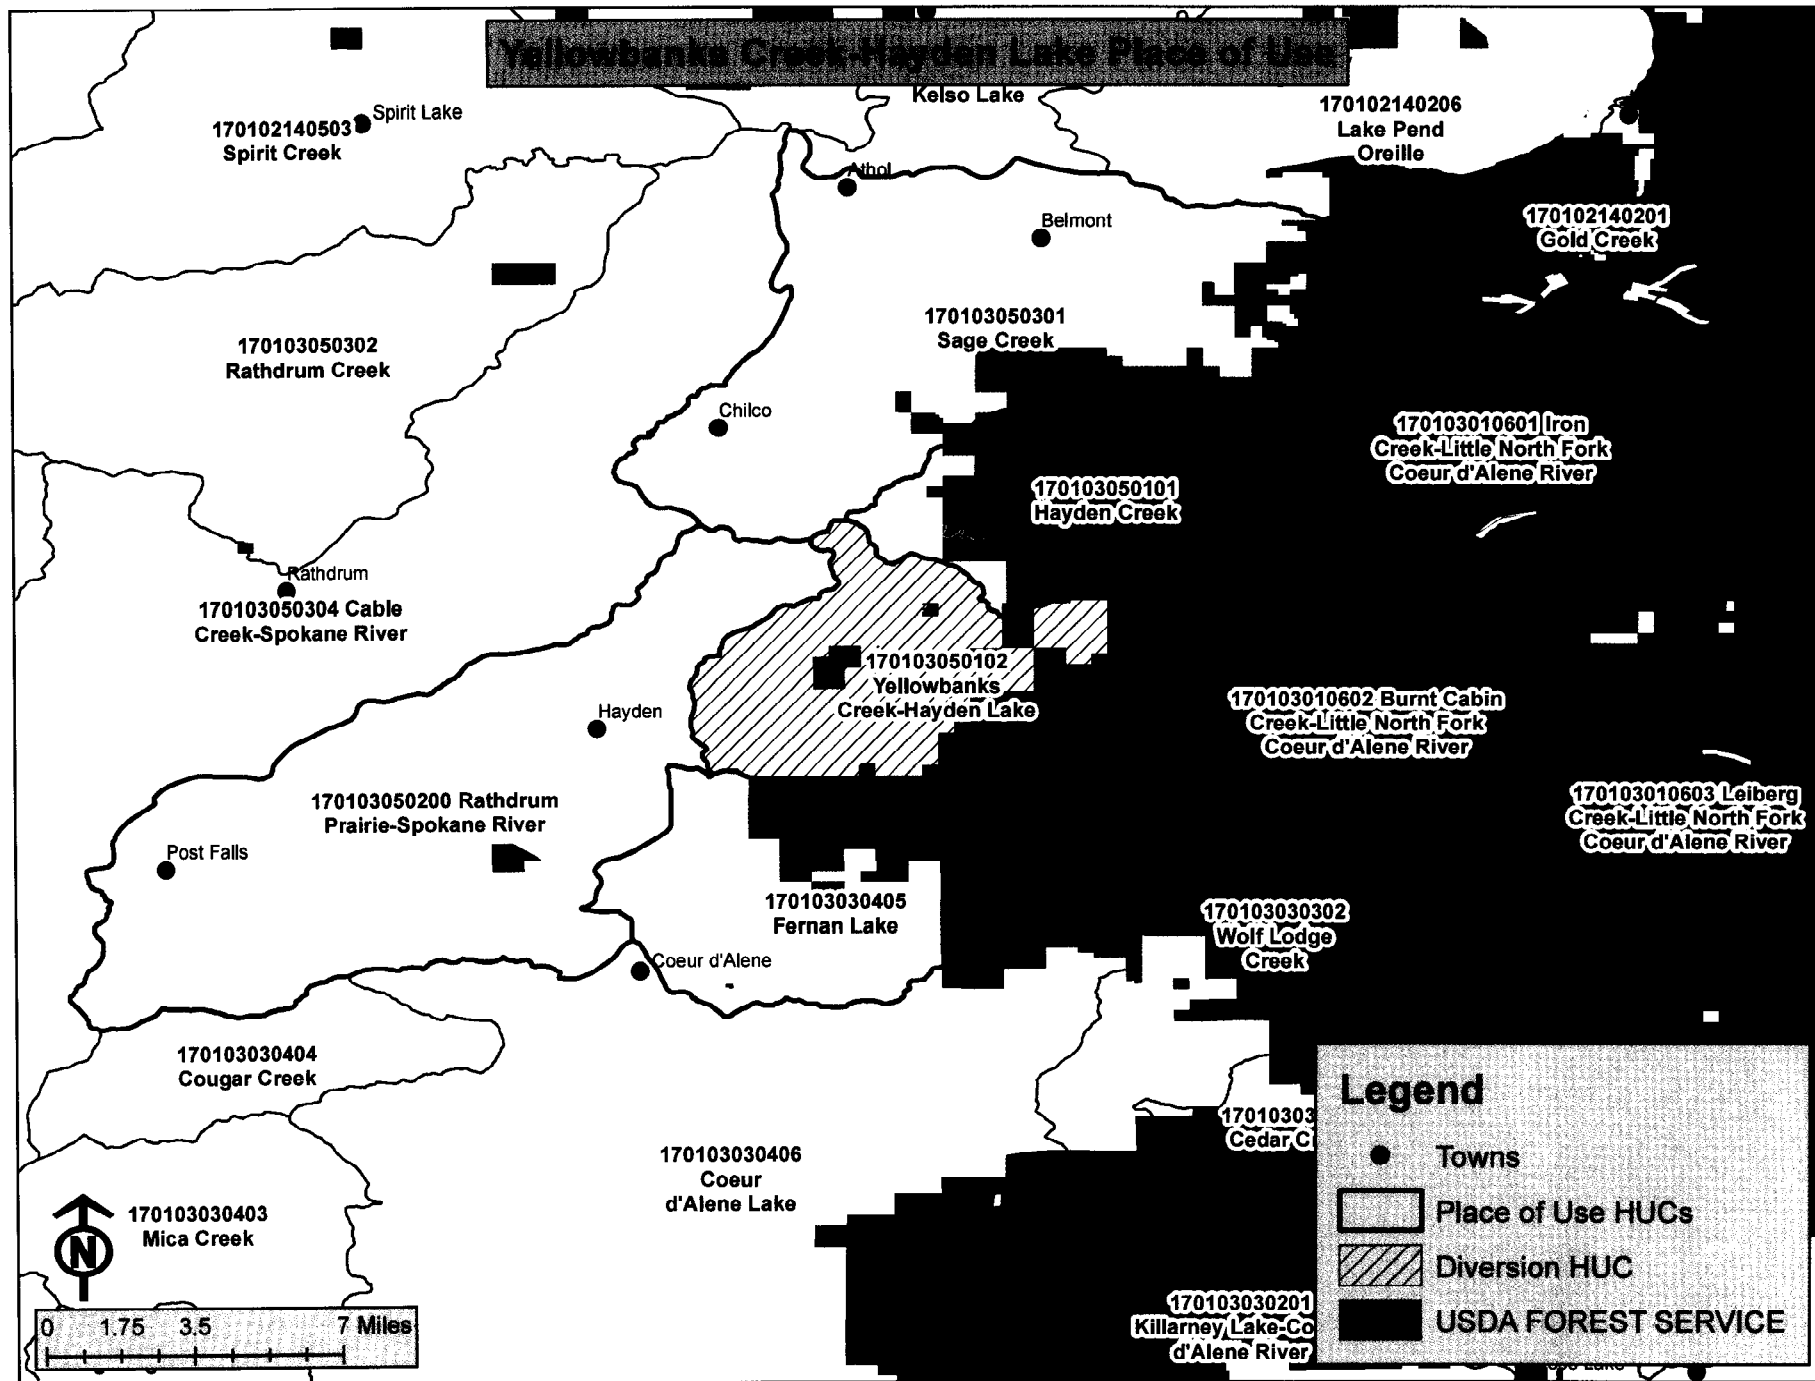 Yellowbanks Creek-Hayden Lake Place of Use
Kelso Lake
170102140206
Lake Pend
Oreille
Spirit Lake
170102140503
Spirit Creek
Athol
Belmont
170102140201
Gold Creek
170103050301
Sage Creek
170103050302
Rathdrum Creek
Chilco
170103010601 Iron
Creek-Little North Fork
Coeur d'Alene River
170103050101
Hayden Creek
Rathdrum
170103050304 Cable
Creek-Spokane River
170103050102
Yellowbanks
Creek-Hayden Lake
Hayden
170103010602 Burnt Cabin
Creek-Little North Fork
Coeur d'Alene River
170103050200 Rathdrum
Prairie-Spokane River
170103010603 Leiberg
Creek-Little North Fork
Coeur d'Alene River
Post Falls
170103030405
Fernan Lake
170103030302
Wolf Lodge
Creek
Coeur d'Alene
170103030404
Cougar Creek
17010303
Cedar C
170103030406
Coeur
d'Alene Lake
170103030403
Mica Creek
N
170103030201
Killarney Lake-Co
d'Alene River
0 1.75 3.5 7 Miles
Legend
Towns
Place of Use HUCs
Diversion HUC
USDA FOREST SERVICE